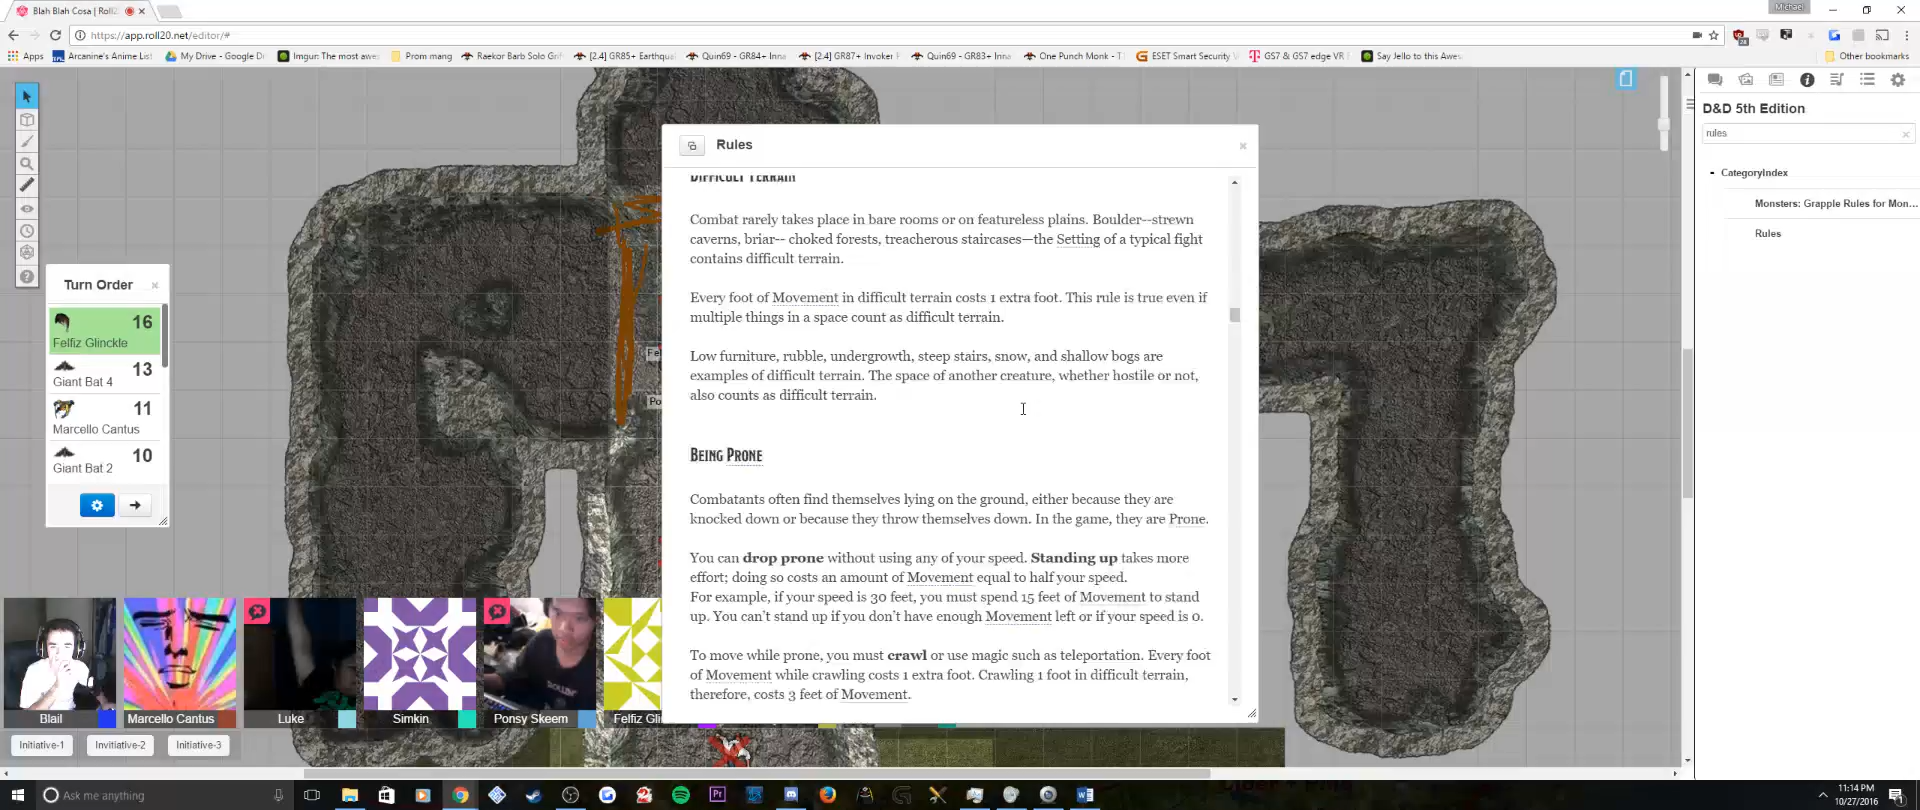 Blah Blah Cosa | Roll2
Michael
https://app.roll20.net/editor/#
Apps
Arcanine's Anime List
My Drive - Google Dr
Imgur: The most awe
Prom mang
Raekor Barb Solo Gri
[2.4] GR85+ Earthqua
Quin69 - GR84+ Inna
[2.4] GR87+ Invoker
Quin69 - GR83+ Inna
One Punch Monk - T
ESET Smart Security
GS7 & GS7 edge VR
Say Jello to this Awes
Other bookmarks
Turn Order
16
Felfiz Glinckle
13
Giant Bat 4
11
Marcello Cantus
10
Giant Bat 2
Fel
Po
Rules
DIFFICULT TERRAIN
Combat rarely takes place in bare rooms or on featureless plains. Boulder--strewn
caverns, briar-- choked forests, treacherous staircases—the Setting of a typical fight
contains difficult terrain.
Every foot of Movement in difficult terrain costs 1 extra foot. This rule is true even if
multiple things in a space count as difficult terrain.
Low furniture, rubble, undergrowth, steep stairs, snow, and shallow bogs are
examples of difficult terrain. The space of another creature, whether hostile or not,
also counts as difficult terrain.
BEING PRONE
Combatants often find themselves lying on the ground, either because they are
knocked down or because they throw themselves down. In the game, they are Prone.
You can drop prone without using any of your speed. Standing up takes more
effort; doing so costs an amount of Movement equal to half your speed.
For example, if your speed is 30 feet, you must spend 15 feet of Movement to stand
up. You can't stand up if you don't have enough Movement left or if your speed is 0.
To move while prone, you must crawl or use magic such as teleportation. Every foot
of Movement while crawling costs 1 extra foot. Crawling 1 foot in difficult terrain,
therefore, costs 3 feet of Movement.
D&D 5th Edition
rules
CategoryIndex
Monsters: Grapple Rules for Mon...
Rules
Blail
Marcello Cantus
Luke
Simkin
Ponsy Skeem
Felfiz Gli
Initiative-1
Invitiative-2
Initiative-3
Ask me anything
11:14 PM
10/27/2016